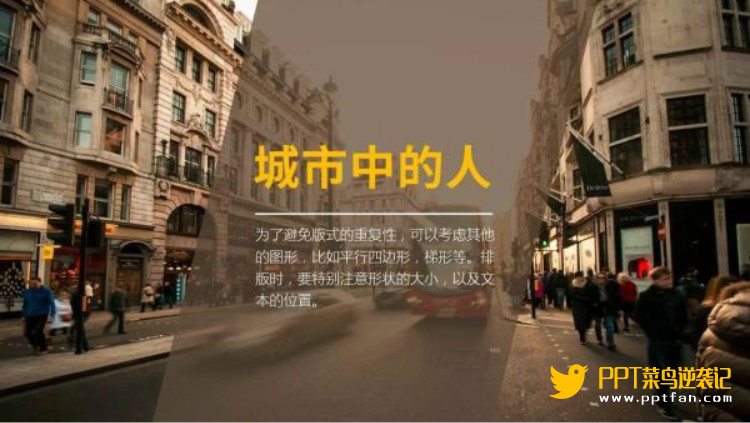 城市中的人
为了避免版式的重复性，可以考虑其他
的图形，比如平行四边形，梯形等。排
版时，要特别注意形状的大小，以及文
本的位置。
PPT菜鸟逆袭记
www.pptfan.com